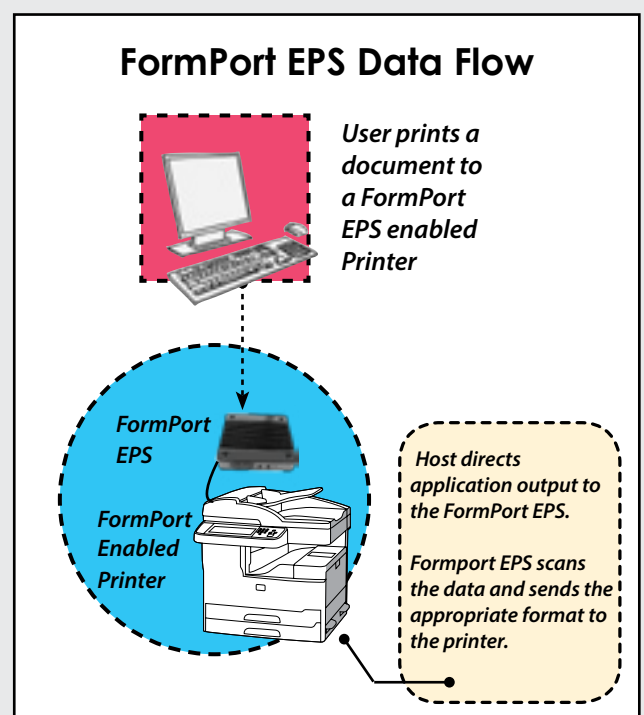 FormPort EPS Data Flow
User prints a
document to
a FormPort
EPS enabled
Printer
FormPort
EPS
FormPort
Enabled
Printer
Host directs
application output to
the FormPort EPS.
Formport EPS scans
the data and sends the
appropriate format to
the printer.